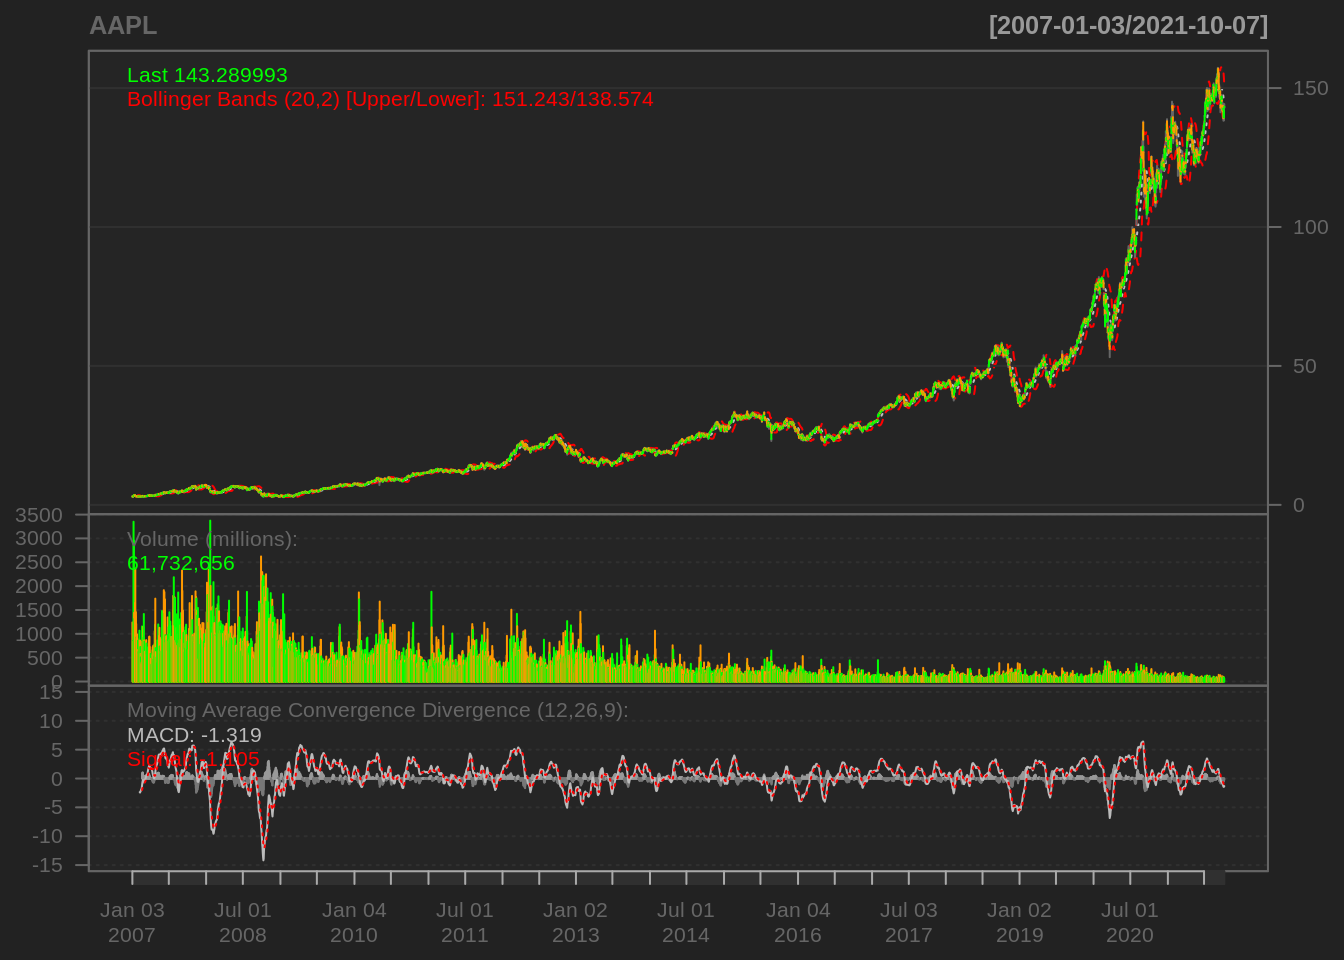 AAPL
[2007-01-03/2021-10-07]
Last 143.289993
Bollinger Bands (20,2) [Upper/Lower]: 151.243/138.574
150
100
50
0
3500
3000
2500
2000
1500
1000
500
0
Volume (millions):
61,732,656
15
10
5
0
-5
-10
-15
Moving Average Convergence Divergence (12,26,9):
MACD: -1.319
Signal: -1.105
Jan 03 Jul 01 Jan 04 Jul 01 Jan 02 Jul 01 Jan 04 Jul 03 Jan 02 Jul 01
2007 2008 2010 2011 2013 2014 2016 2017 2019 2020